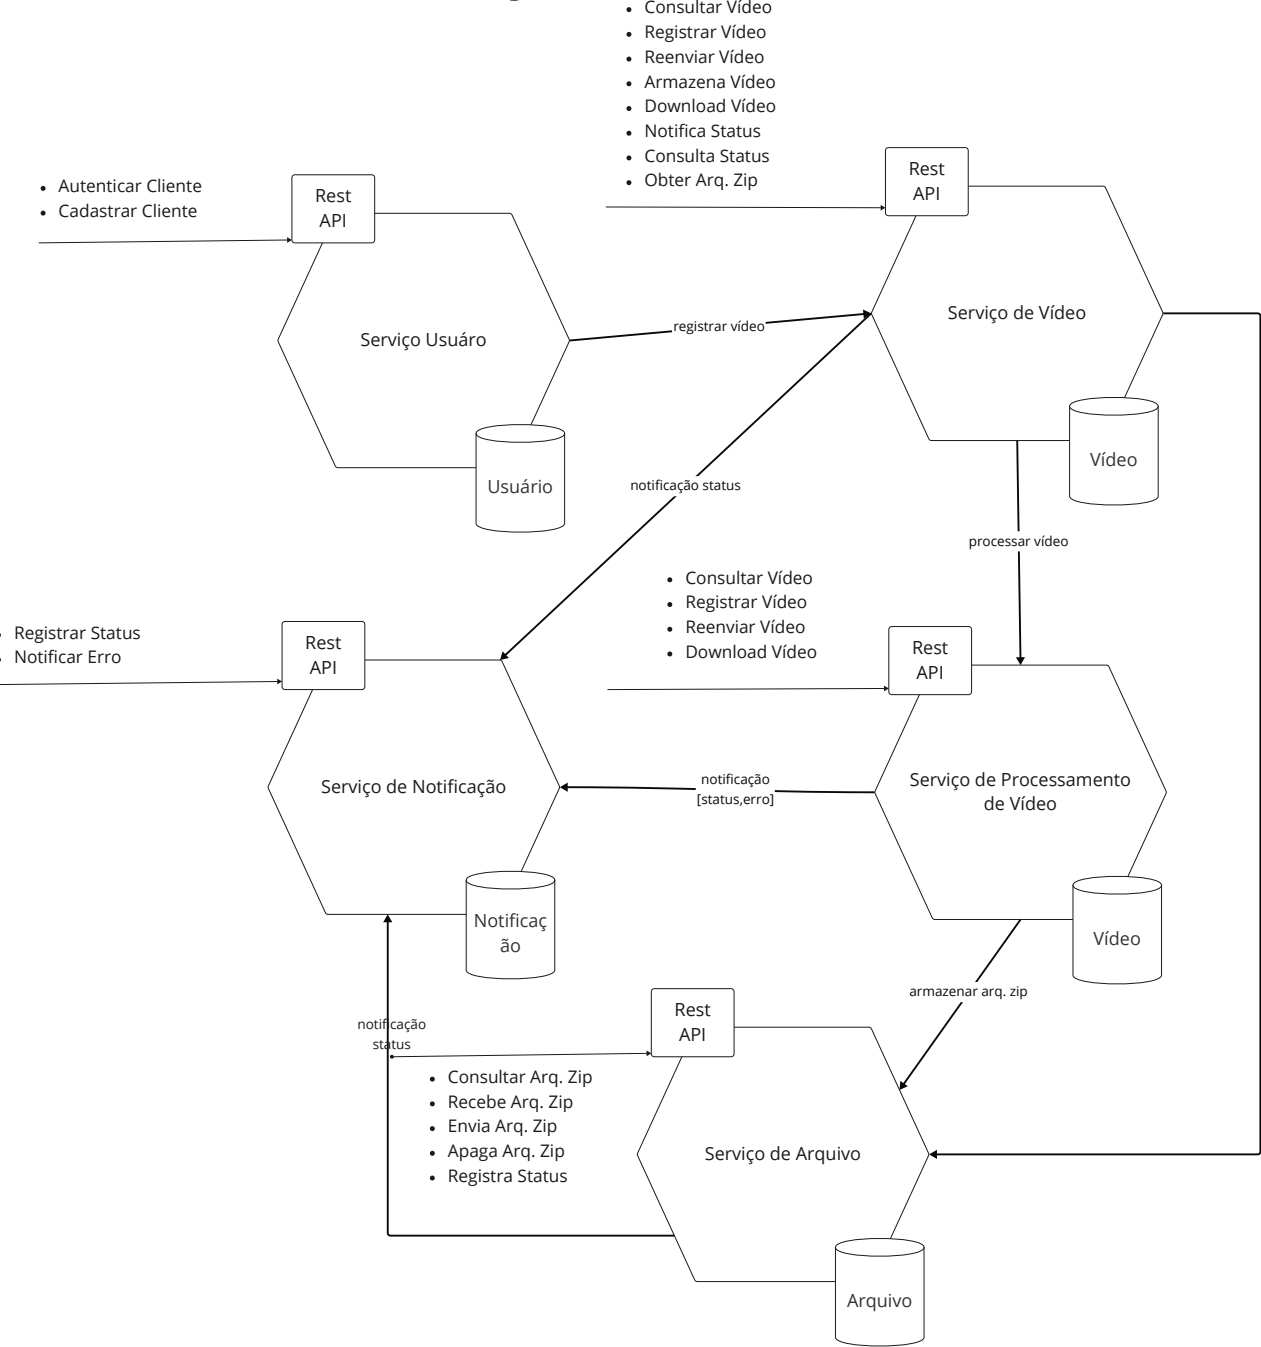 Consultar Vídeo
Registrar Vídeo
Reenviar Vídeo
Armazena Vídeo
Download Vídeo
Notifica Status
Consulta Status
Obter Arq. Zip
Autenticar Cliente
Cadastrar Cliente
Rest
API
Rest
API
Serviço Usuáro
registrar vídeo
Serviço de Vídeo
Usuário
Vídeo
notificação status
processar vídeo
Consultar Vídeo
Registrar Vídeo
Reenviar Vídeo
Download Vídeo
Registrar Status
Notificar Erro
Rest
API
Rest
API
Serviço de Notificação
notificação
[status,erro]
Serviço de Processamento
de Vídeo
Notificaç
ão
Vídeo
armazenar arq. zip
notificação
status
Rest
API
Consultar Arq. Zip
Recebe Arq. Zip
Envia Arq. Zip
Apaga Arq. Zip
Registra Status
Serviço de Arquivo
Arquivo